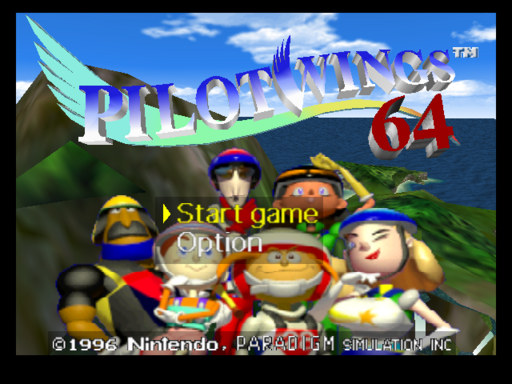 PILOTWINGS™
64
Start game
Option
©1996 Nintendo, PARADIGM SIMULATION INC